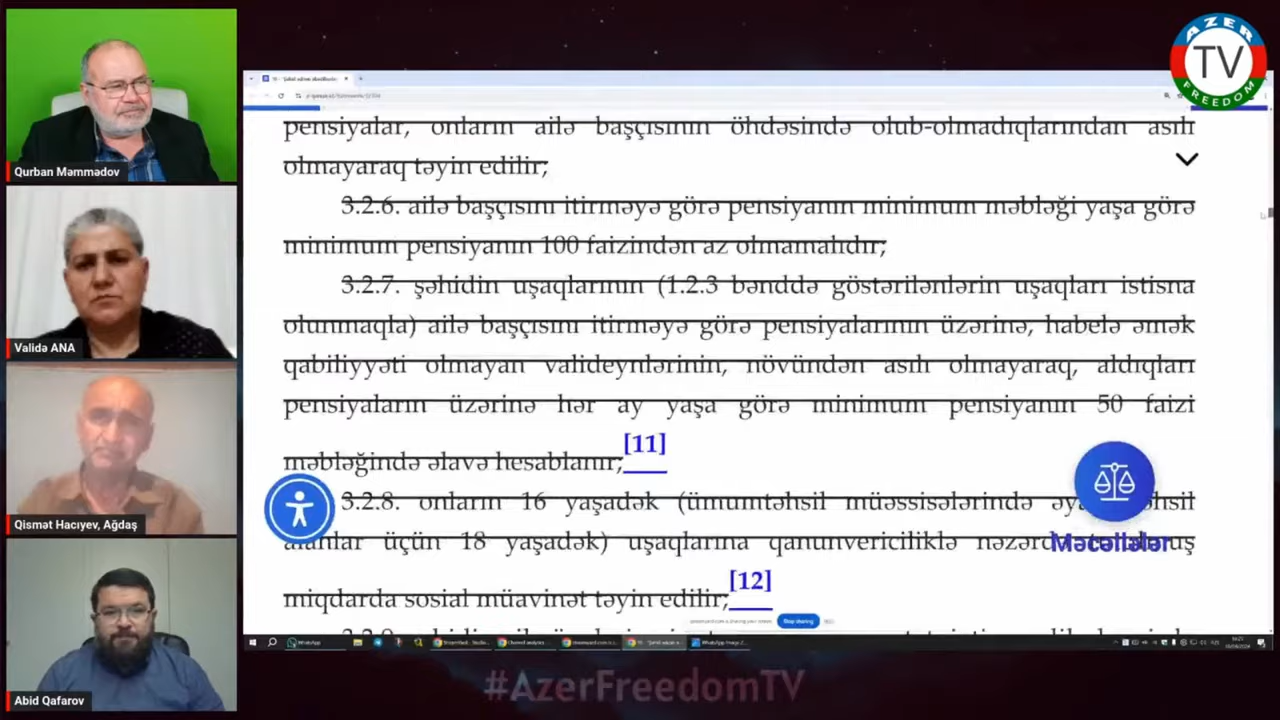 AZER
TV
FREEDOM
Qurban Məmmədov
Validə ANA
Qismət Hacıyev, Ağdaş
Abid Qafarov
pensiyalar, onların ailə başçısının öhdəsində olub-olmadıqlarından asılı
olmayaraq təyin edilir;
3.2.6. ailə başçısını itirməyə görə pensiyanın minimum məbləği yaşa görə
minimum pensiyanın 100 faizindən az olmamalıdır;
3.2.7. şəhidin uşaqlarının (1.2.3 bənddə göstərilənlərin uşaqları istisna
olunmaqla) ailə başçısını itirməyə görə pensiyalarının üzərinə, habelə əmək
qabiliyyəti olmayan valideynlərinin, növündən asılı olmayaraq, aldıqları
pensiyaların üzərinə hər ay yaşa görə minimum pensiyanın 50 faizi
məbləğində əlavə hesablanır;[11]
3.2.8. onların 16 yaşadək (ümumtəhsil müəssisələrində
alanlar üçün 18 yaşadək) uşaqlarına qanunvericiliklə
miqdarda sosial müavinət təyin edilir;[12]
Məcəllələr
Stop sharing
WhatsApp
#AzerFreedomTV